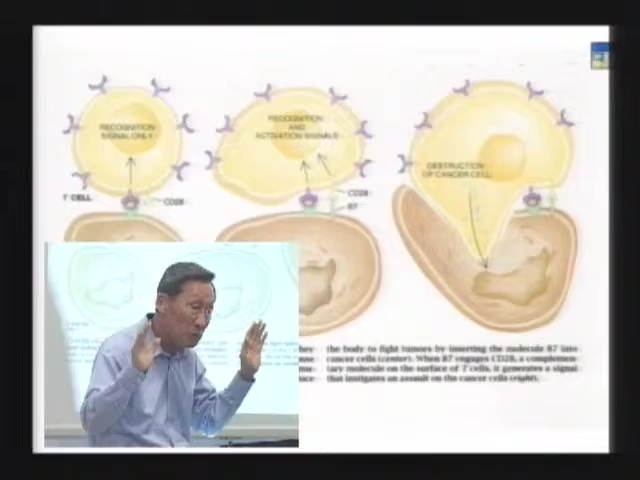 RECOGNITION
SIGNAL ONLY
RECOGNITION
AND
ACTIVATION SIGNALS
DESTRUCTION
OF CANCER CELL
T CELL
CD28
CD28
B7
the body to fight tumors by inserting the molecule B7 into
cancer cells (center). When B7 engages CD28, a complemen-
tary molecule on the surface of T cells, it generates a signal
that instigates an assault on the cancer cells (right).